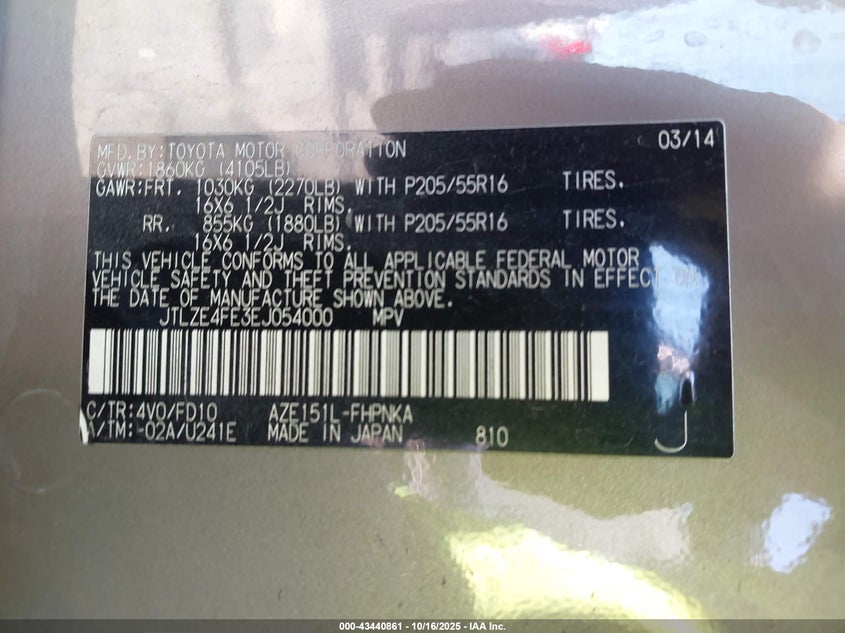 MFD.BY:TOYOTA MOTOR CORPORATION 03/14
GVWR:1860KG (4105LB)
GAWR:FRT. 1030KG (2270LB) WITH P205/55R16 TIRES.
16X6 1/2J RIMS.
RR. 855KG (1880LB) WITH P205/55R16 TIRES.
16X6 1/2J RIMS.
THIS VEHICLE CONFORMS TO ALL APPLICABLE FEDERAL MOTOR
VEHICLE SAFETY AND THEFT PREVENTION STANDARDS IN EFFECT ON
THE DATE OF MANUFACTURE SHOWN ABOVE.
JTLZE4FE3EJ054000 MPV
C/TR:4V0/FD10 AZE151L-FHPNKA
A/TM:-02A/U241E MADE IN JAPAN 810
J
000-43440861 - 10/16/2025 - IAA Inc.